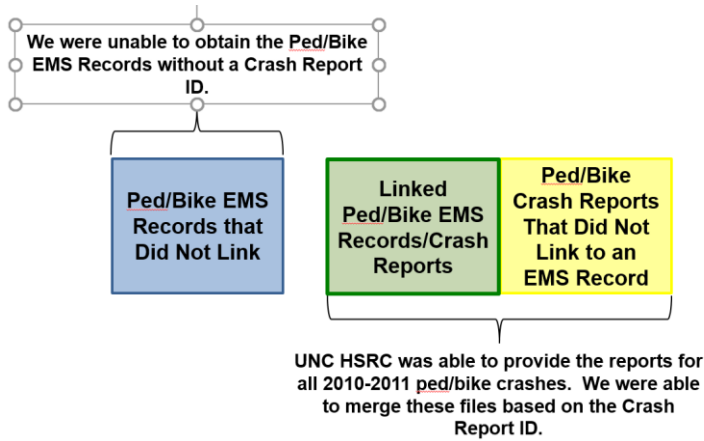 We were unable to obtain the Ped/Bike
EMS Records without a Crash Report
ID.
Ped/Bike EMS
Records that
Did Not Link
Linked
Ped/Bike EMS
Records/Crash
Reports
Ped/Bike
Crash Reports
That Did Not
Link to an
EMS Record
UNC HSRC was able to provide the reports for
all 2010-2011 ped/bike crashes.  We were able
to merge these files based on the Crash
Report ID.